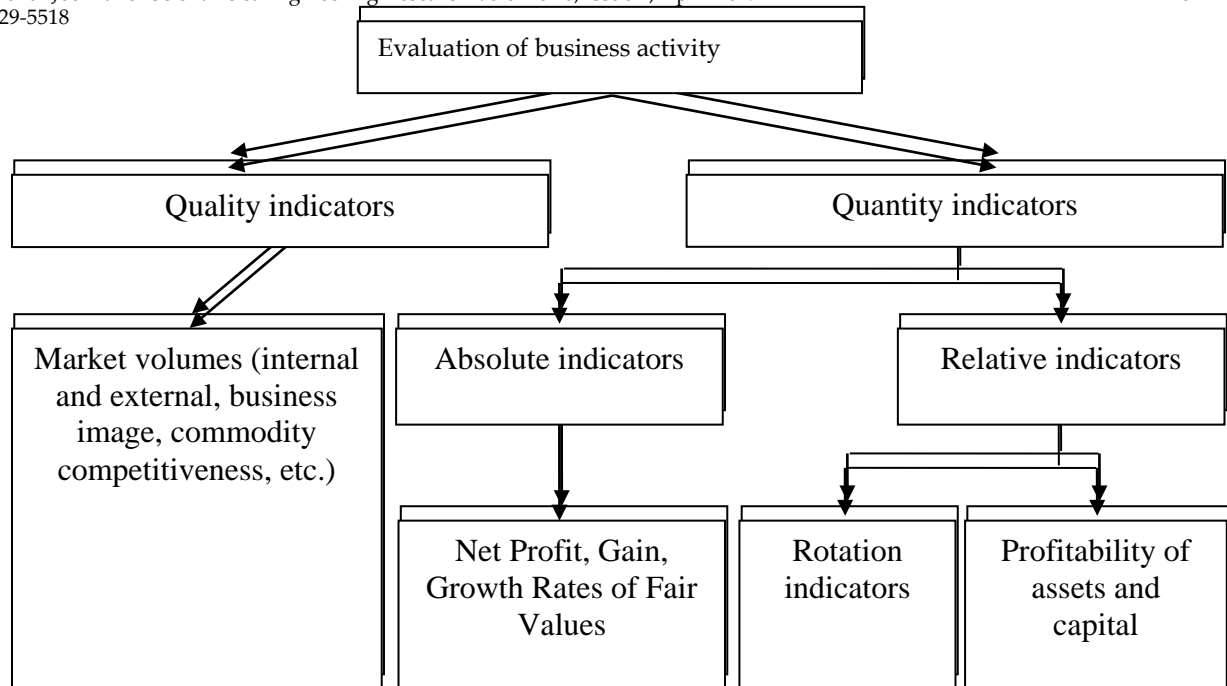 29-5518
Evaluation of business activity
Quality indicators
Quantity indicators
Market volumes (internal
and external, business
image, commodity
competitiveness, etc.)
Absolute indicators
Relative indicators
Net Profit, Gain,
Growth Rates of Fair
Values
Rotation
indicators
Profitability of
assets and
capital